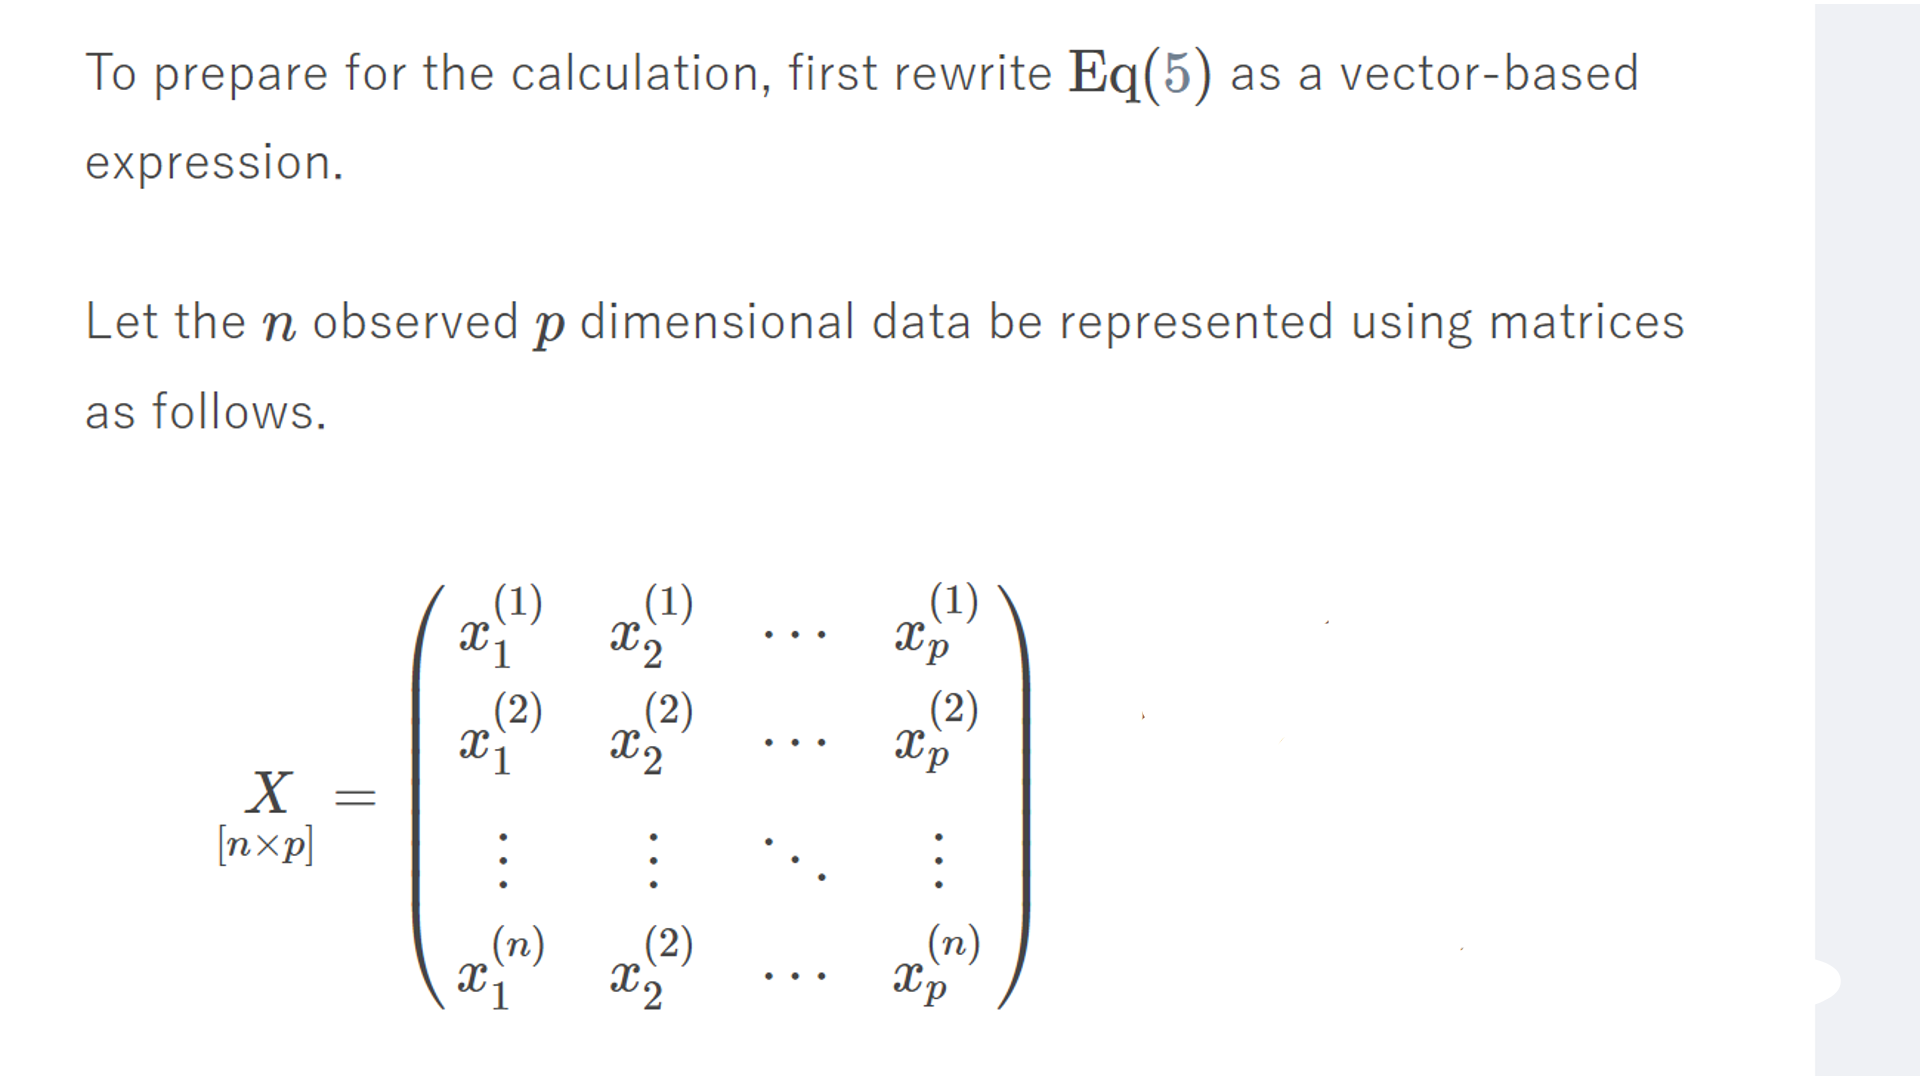 To prepare for the calculation, first rewrite Eq(5) as a vector-based
expression.
Let the n observed p dimensional data be represented using matrices
as follows.
x_1^{(1)} x_2^{(1)} ⋯ x_p^{(1)}
x_1^{(2)} x_2^{(2)} ⋯ x_p^{(2)}
X =
[n×p]
⋮ ⋮ ⋱ ⋮
x_1^{(n)} x_2^{(2)} ⋯ x_p^{(n)}